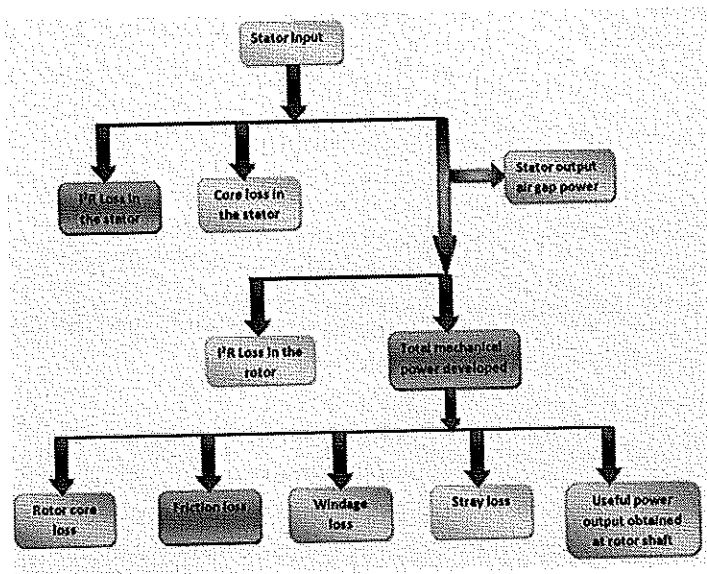 Stator Input
I²R Loss in
the stator
Core loss in
the stator
Stator output
air gap power
I²R Loss in the
rotor
Total mechanical
power developed
Rotor core
loss
Friction loss
Windage
loss
Stray loss
Useful power
output obtained
at rotor shaft